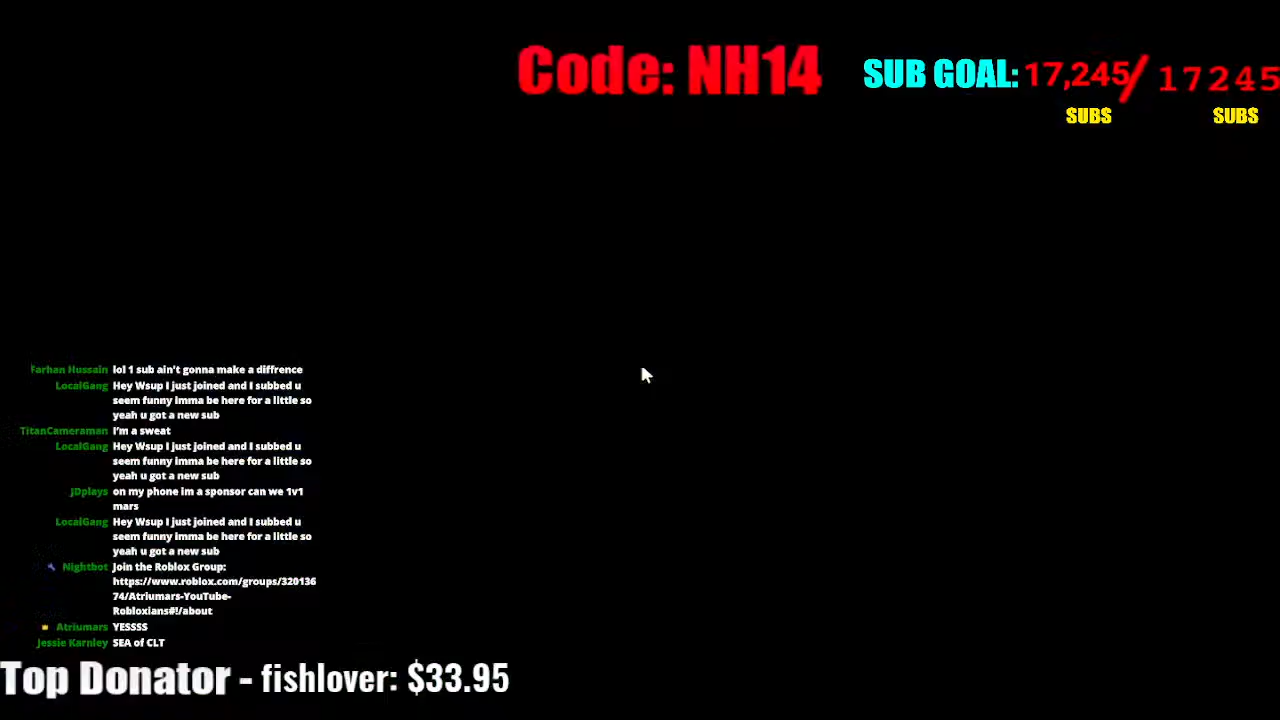 Code: NH14
SUB GOAL: 17,245/ 17245
SUBS SUBS
Farhan Hussain lol 1 sub ain't gonna make a diffrence
LocalGang Hey Wsup I just joined and I subbed u
seem funny imma be here for a little so
yeah u got a new sub
TitanCameraman I'm a sweat
LocalGang Hey Wsup I just joined and I subbed u
seem funny imma be here for a little so
yeah u got a new sub
JDplays on my phone im a sponsor can we 1v1
mars
LocalGang Hey Wsup I just joined and I subbed u
seem funny imma be here for a little so
yeah u got a new sub
Nightbot Join the Roblox Group:
https://www.roblox.com/groups/320136
74/Atriumars-YouTube-
Robloxians#!/about
Atriumars YESSSS
Jessie Karnley SEA of CLT
Top Donator - fishlover: $33.95